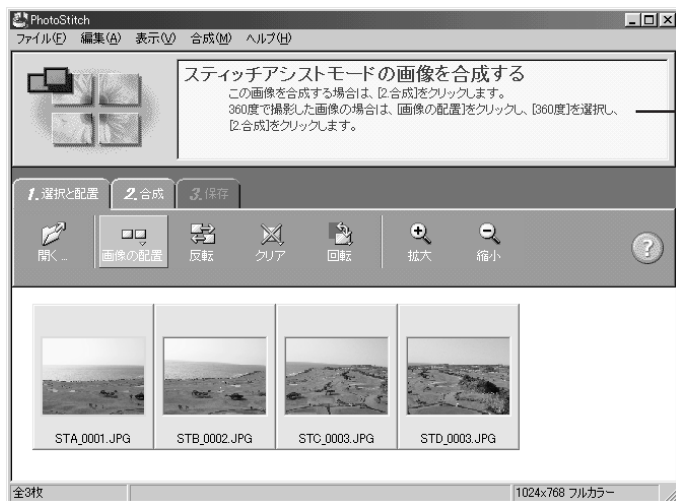 PhotoStitch
ファイル(F) 編集(A) 表示(V) 合成(M) ヘルプ(H)
スティッチアシストモードの画像を合成する
この画像を合成する場合は、[2.合成]をクリックします。
360度で撮影した画像の場合は、[画像の配置]をクリックし、[360度]を選択し、
[2.合成]をクリックします。
1.選択と配置 2.合成 3.保存
開く... 画像の配置 反転 クリア 回転 拡大 縮小 ?
STA_0001.JPG STB_0002.JPG STC_0003.JPG STD_0003.JPG
全3枚 1024x768 フルカラー